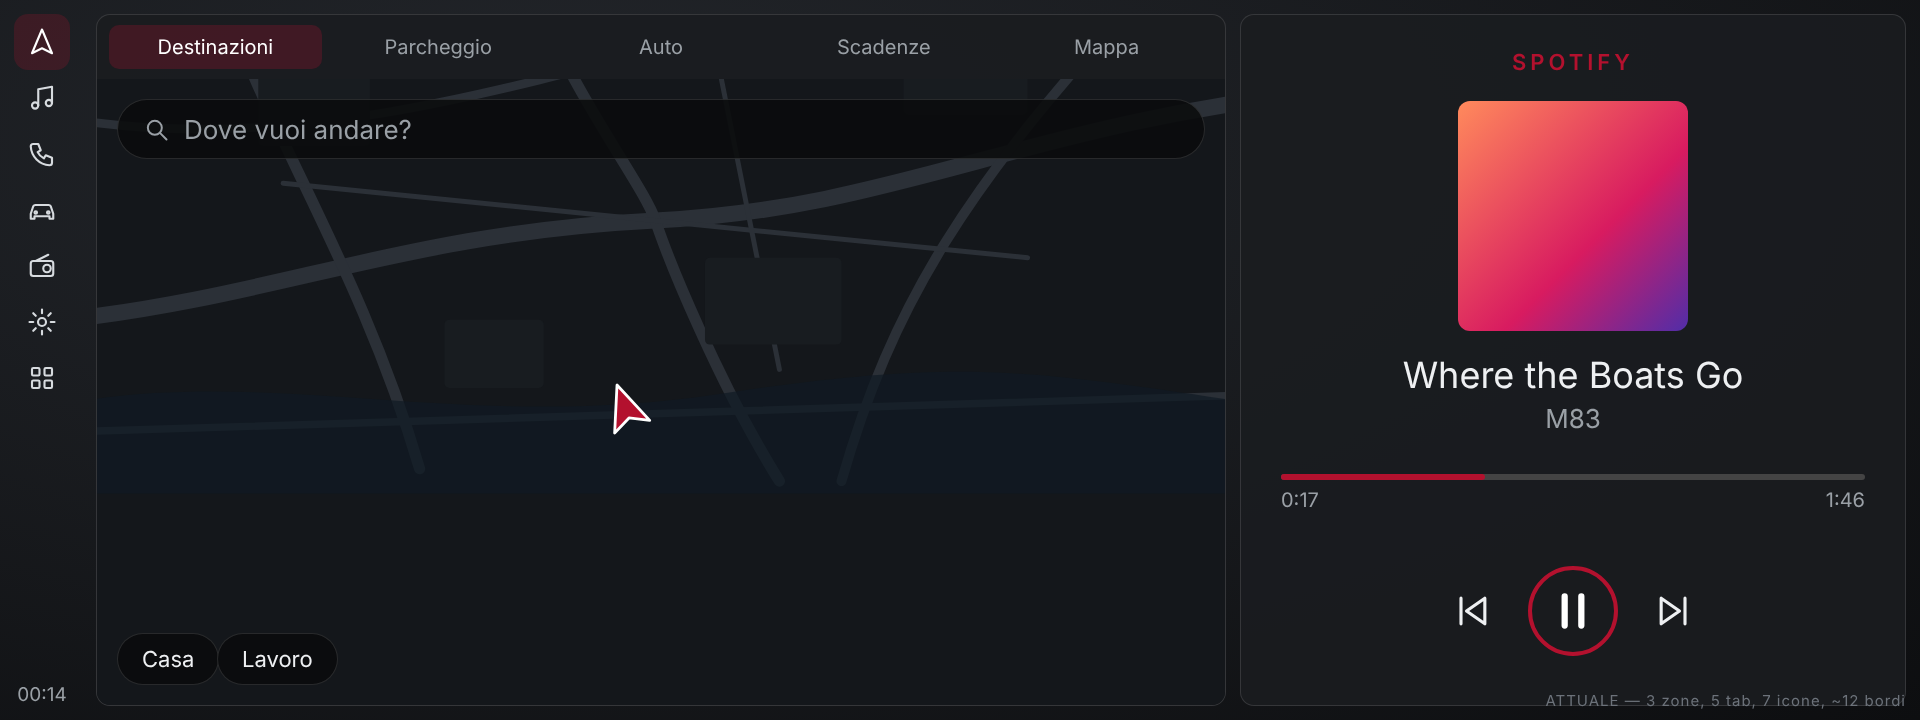 Destinazioni
Parcheggio
Auto
Scadenze
Mappa
Dove vuoi andare?
Casa
Lavoro
00:14
SPOTIFY
Where the Boats Go
M83
0:17
1:46
ATTUALE — 3 zone, 5 tab, 7 icone, ~12 bordi